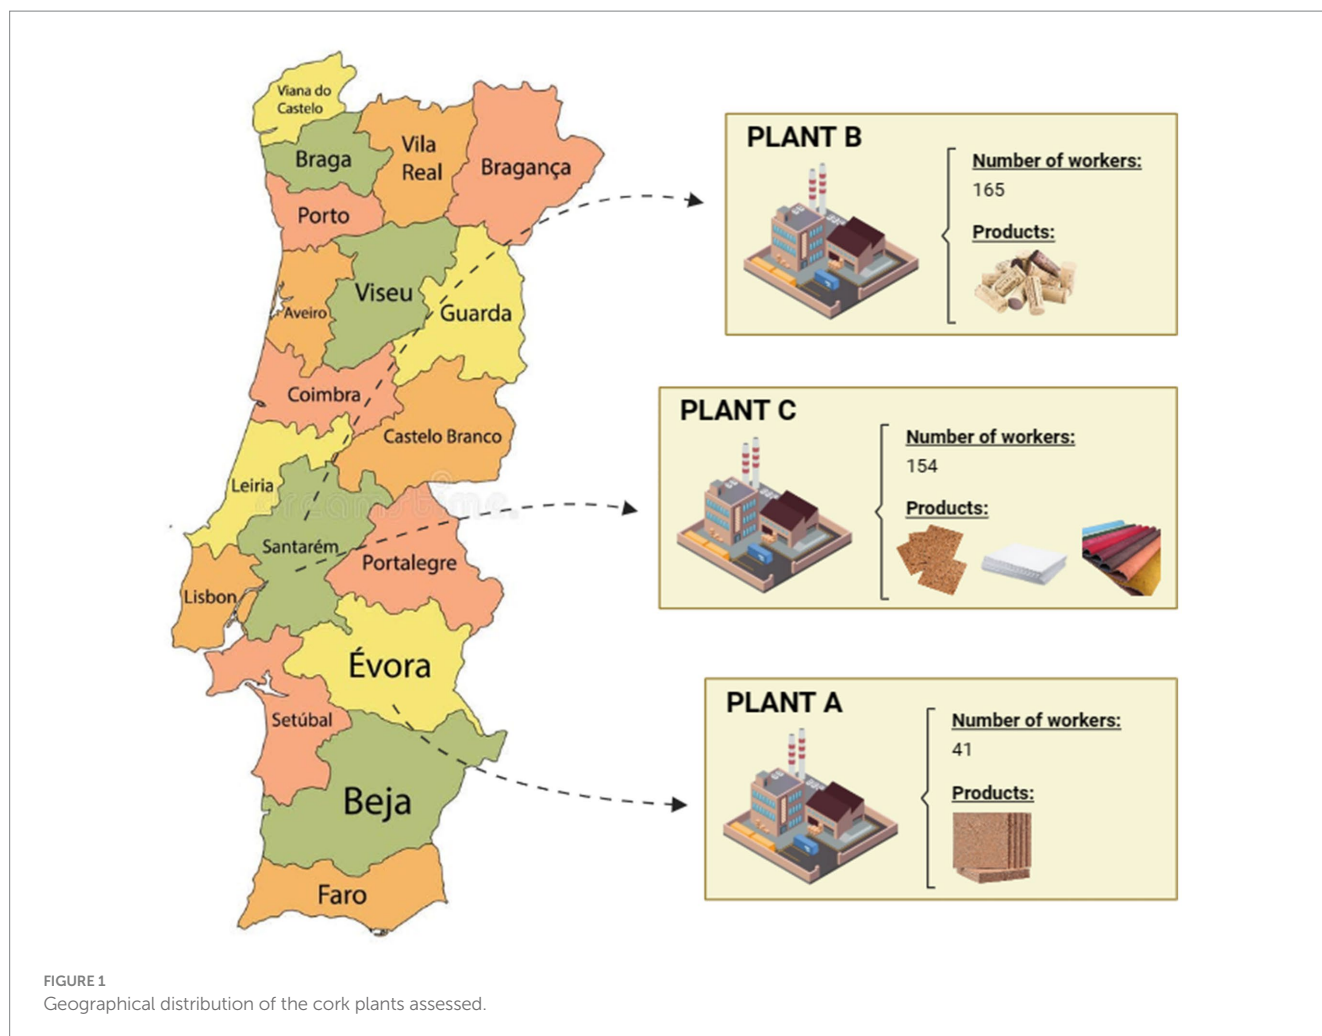 Viana do
Castelo
Braga
Vila
Real
Bragança
Porto
Viseu
Guarda
Aveiro
Coimbra
Castelo Branco
Leiria
Santarém
Portalegre
Lisbon
Évora
Setúbal
Beja
Faro
PLANT B
Number of workers:
165
Products:
PLANT C
Number of workers:
154
Products:
PLANT A
Number of workers:
41
Products:
FIGURE 1
Geographical distribution of the cork plants assessed.